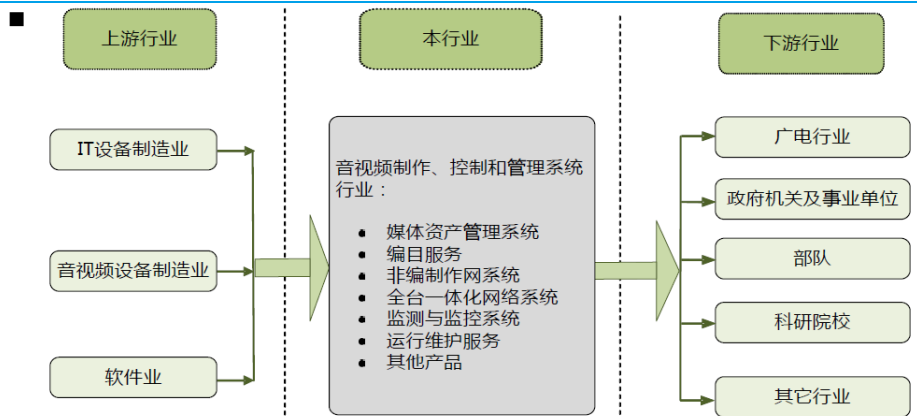 上游行业
本行业
下游行业
IT设备制造业
音视频设备制造业
软件业
音视频制作、控制和管理系统
行业：
媒体资产管理系统
编目服务
非编制作网系统
全台一体化网络系统
监测与监控系统
运行维护服务
其他产品
广电行业
政府机关及事业单位
部队
科研院校
其它行业